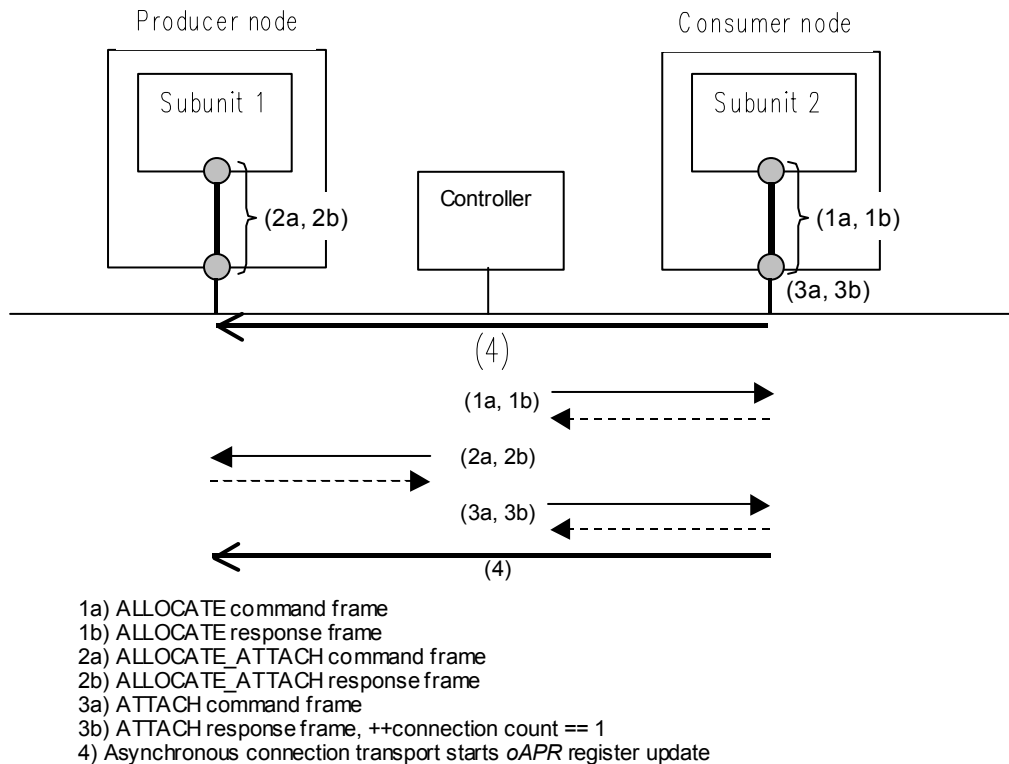 Producer node
Consumer node
Subunit 1
Subunit 2
Controller
(2a, 2b)
(1a, 1b)
(3a, 3b)
(4)
(1a, 1b)
(2a, 2b)
(3a, 3b)
(4)
1a) ALLOCATE command frame
1b) ALLOCATE response frame
2a) ALLOCATE_ATTACH command frame
2b) ALLOCATE_ATTACH response frame
3a) ATTACH command frame
3b) ATTACH response frame, ++connection count == 1
4) Asynchronous connection transport starts oAPR register update